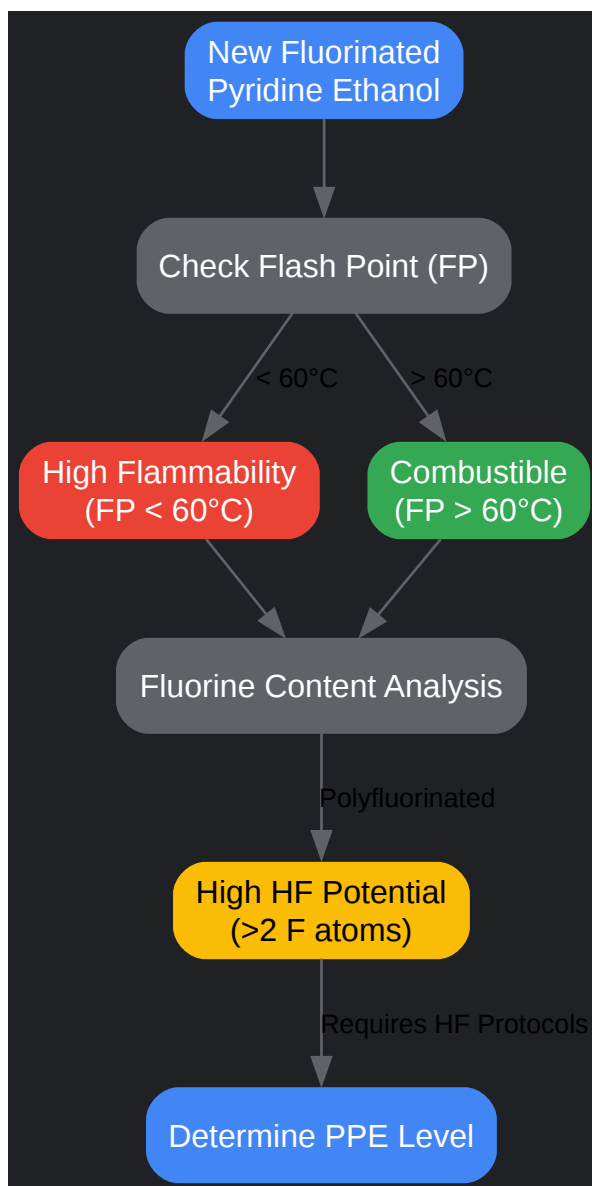 New Fluorinated
Pyridine Ethanol
Check Flash Point (FP)
< 60°C
> 60°C
High Flammability
(FP < 60°C)
Combustible
(FP > 60°C)
Fluorine Content Analysis
Polyfluorinated
High HF Potential
(>2 F atoms)
Requires HF Protocols
Determine PPE Level